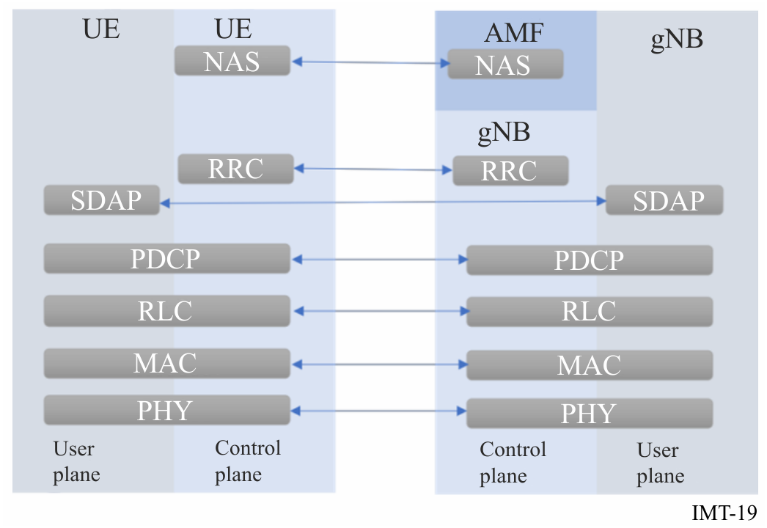 UE UE AMF gNB
NAS NAS
gNB
RRC RRC
SDAP SDAP
PDCP PDCP
RLC RLC
MAC MAC
PHY PHY
User Control Control User
plane plane plane plane
IMT-19